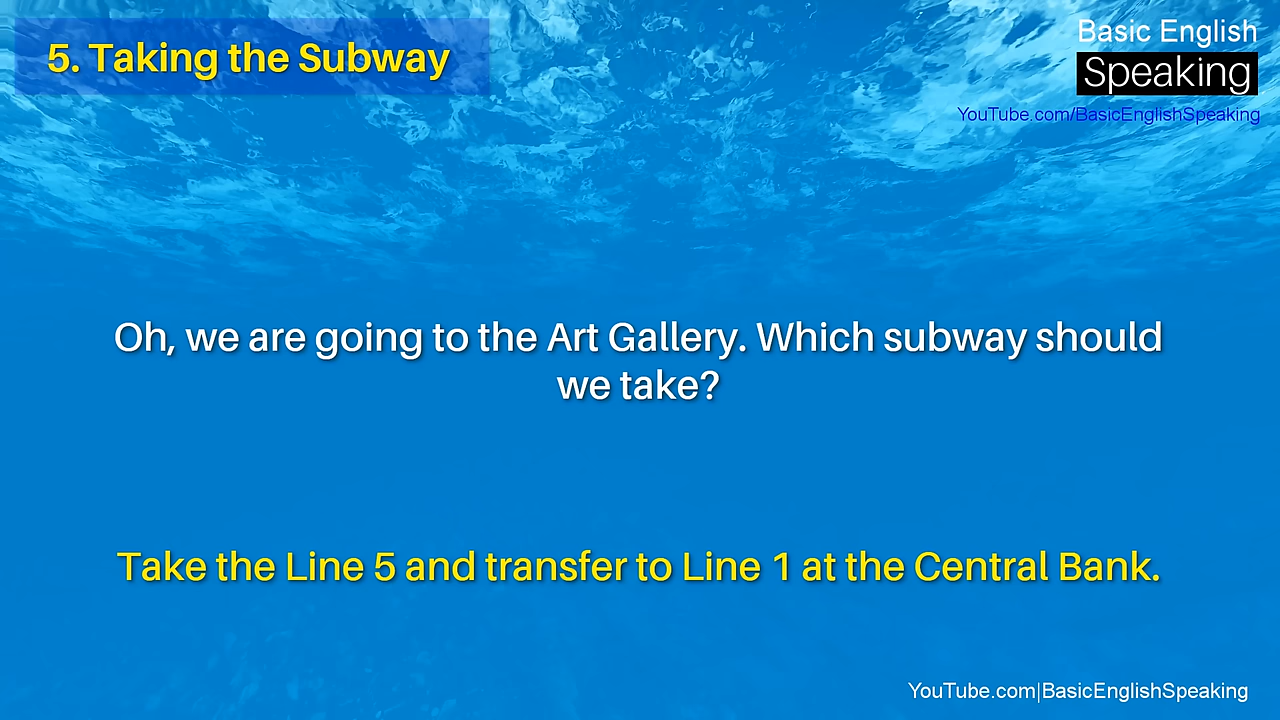 5. Taking the Subway
Basic English
Speaking
YouTube.com/BasicEnglishSpeaking
Oh, we are going to the Art Gallery. Which subway should
we take?
Take the Line 5 and transfer to Line 1 at the Central Bank.
YouTube.com|BasicEnglishSpeaking